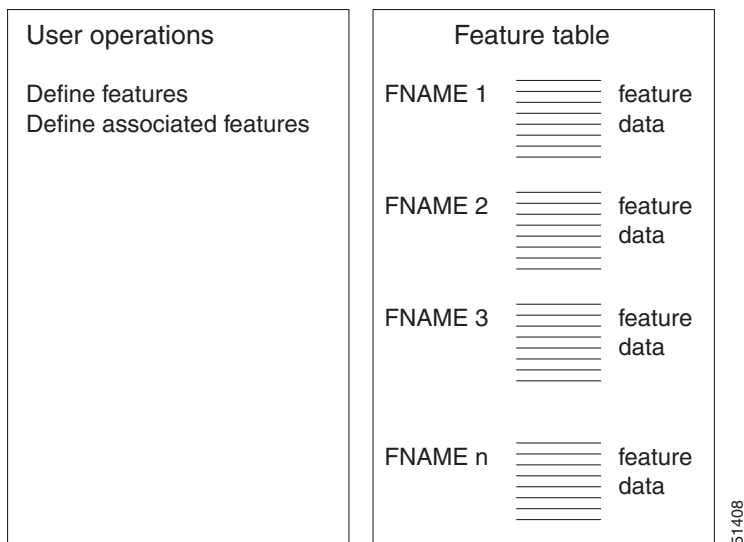 User operations
Define features
Define associated features
Feature table
FNAME 1
feature
data
FNAME 2
feature
data
FNAME 3
feature
data
FNAME n
feature
data
51408